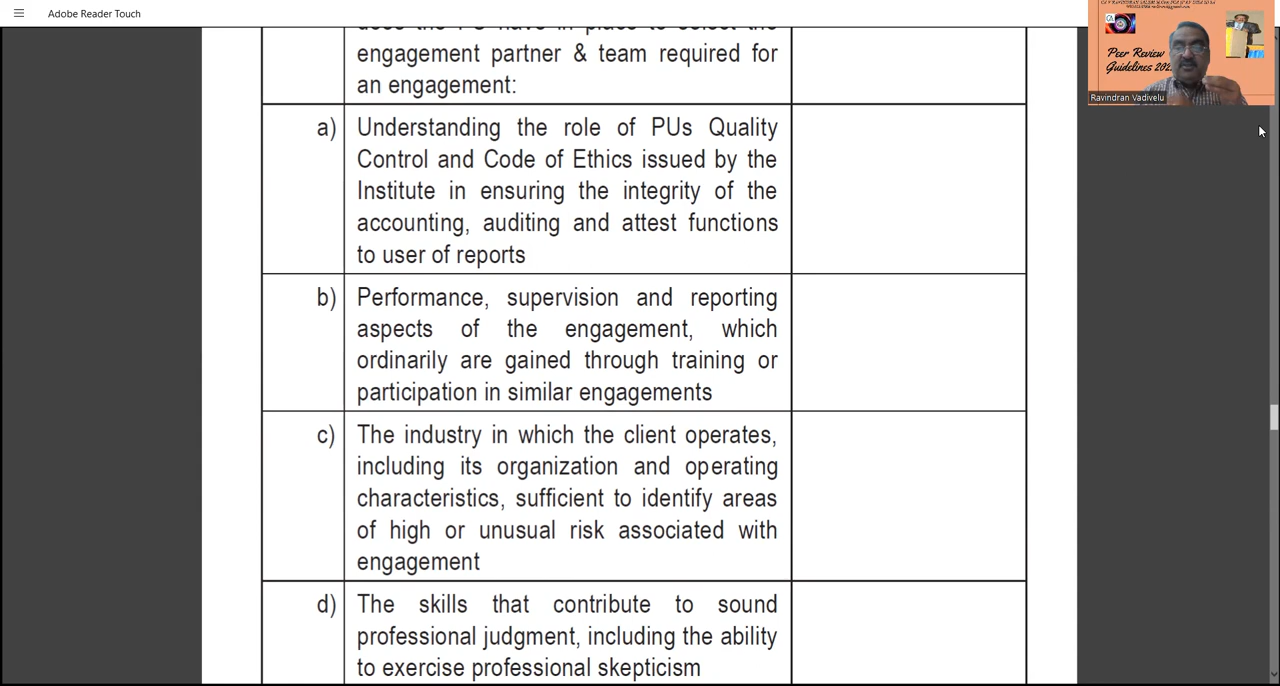 Adobe Reader Touch
engagement partner & team required for
an engagement:
a) Understanding the role of PUs Quality
Control and Code of Ethics issued by the
Institute in ensuring the integrity of the
accounting, auditing and attest functions
to user of reports
b) Performance, supervision and reporting
aspects of the engagement, which
ordinarily are gained through training or
participation in similar engagements
c) The industry in which the client operates,
including its organization and operating
characteristics, sufficient to identify areas
of high or unusual risk associated with
engagement
d) The skills that contribute to sound
professional judgment, including the ability
to exercise professional skepticism
Peer Review
Guidelines
Ravindran Vadivelu